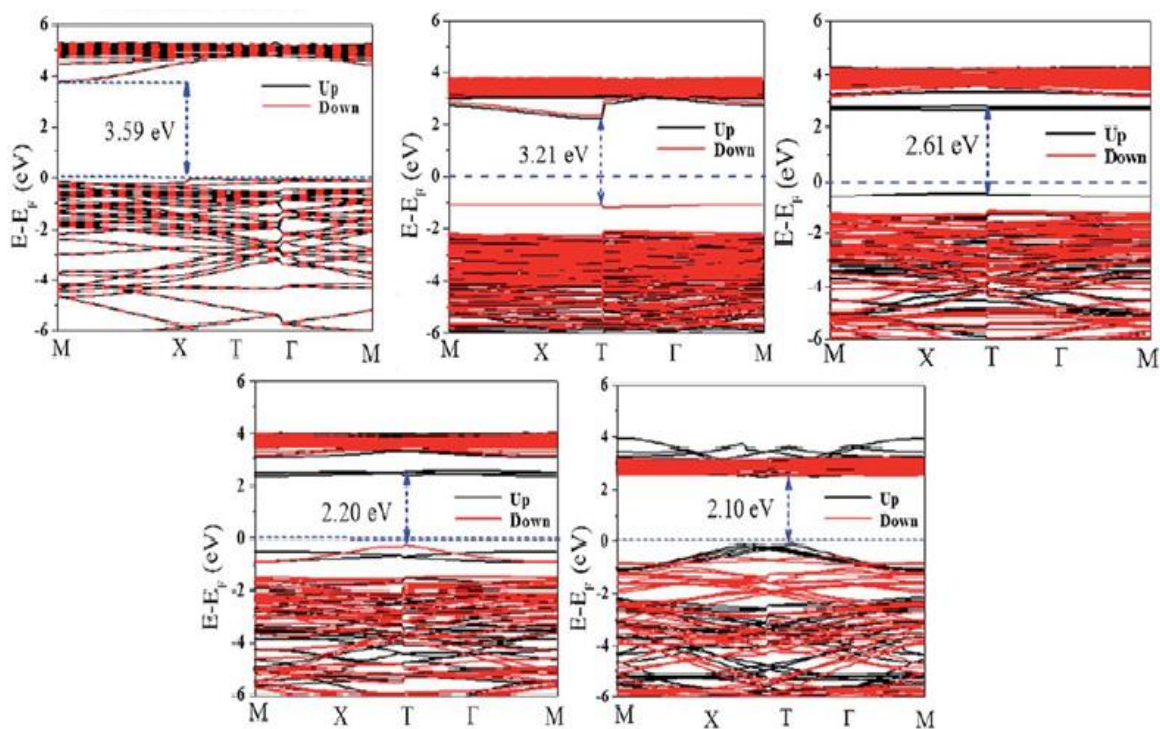 6
4
2
0
-2
-4
-6
E-E_F (eV)
Up
Down
3.59 eV
M X T Γ M
6
4
2
0
-2
-4
-6
E-E_F (eV)
Up
Down
3.21 eV
M X T Γ M
6
4
2
0
-2
-4
-6
E-E_F (eV)
Up
Down
2.61 eV
M X T Γ M
6
4
2
0
-2
-4
-6
E-E_F (eV)
Up
Down
2.20 eV
M X T Γ M
6
4
2
0
-2
-4
-6
E-E_F (eV)
Up
Down
2.10 eV
M X T Γ M